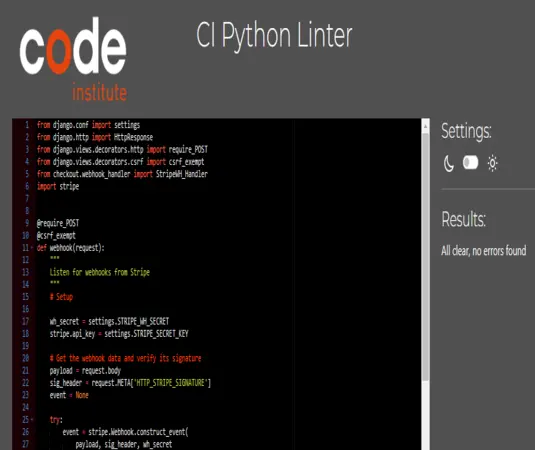 code
institute
CI Python Linter
1 from django.conf import settings
2 from django.http import HttpResponse
3 from django.views.decorators.http import require_POST
4 from django.views.decorators.csrf import csrf_exempt
5 from checkout.webhook_handler import StripeWH_Handler
6 import stripe
7
8
9 @require_POST
10 @csrf_exempt
11 def webhook(request):
12 """
13 Listen for webhooks from Stripe
14 """
15 # Setup
16
17 wh_secret = settings.STRIPE_WH_SECRET
18 stripe.api_key = settings.STRIPE_SECRET_KEY
19
20 # Get the webhook data and verify its signature
21 payload = request.body
22 sig_header = request.META['HTTP_STRIPE_SIGNATURE']
23 event = None
24
25 try:
26 event = stripe.Webhook.construct_event(
27 payload, sig_header, wh_secret
Settings:
Results:
All clear, no errors found